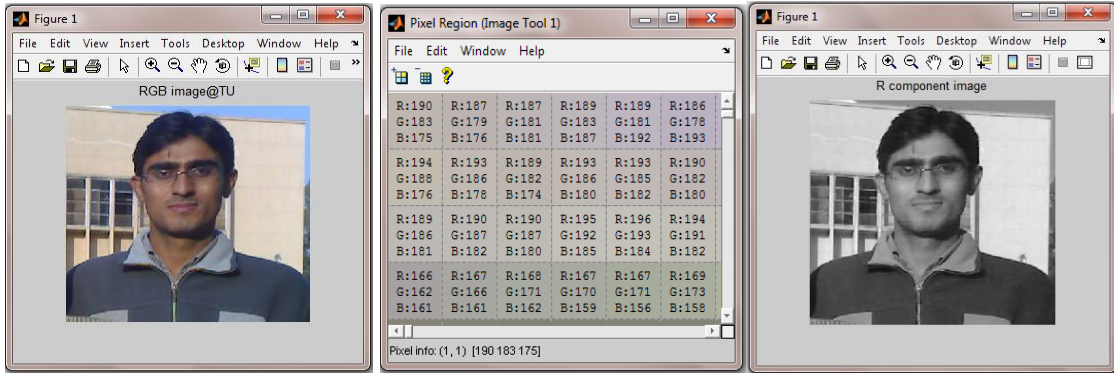 Figure 1
File Edit View Insert Tools Desktop Window Help
RGB image@TU
Pixel Region (Image Tool 1)
File Edit Window Help
R:190 R:187 R:187 R:189 R:189 R:186
G:183 G:179 G:181 G:183 G:181 G:178
B:175 B:176 B:181 B:187 B:192 B:193
R:194 R:193 R:189 R:193 R:193 R:190
G:188 G:186 G:182 G:186 G:185 G:182
B:176 B:178 B:174 B:180 B:182 B:180
R:189 R:190 R:190 R:195 R:196 R:194
G:186 G:187 G:187 G:192 G:193 G:191
B:181 B:182 B:180 B:185 B:184 B:182
R:166 R:167 R:168 R:167 R:167 R:169
G:162 G:166 G:171 G:170 G:171 G:173
B:161 B:161 B:162 B:159 B:156 B:158
Pixel info: (1, 1) [190 183 175]
Figure 1
File Edit View Insert Tools Desktop Window Help
R component image